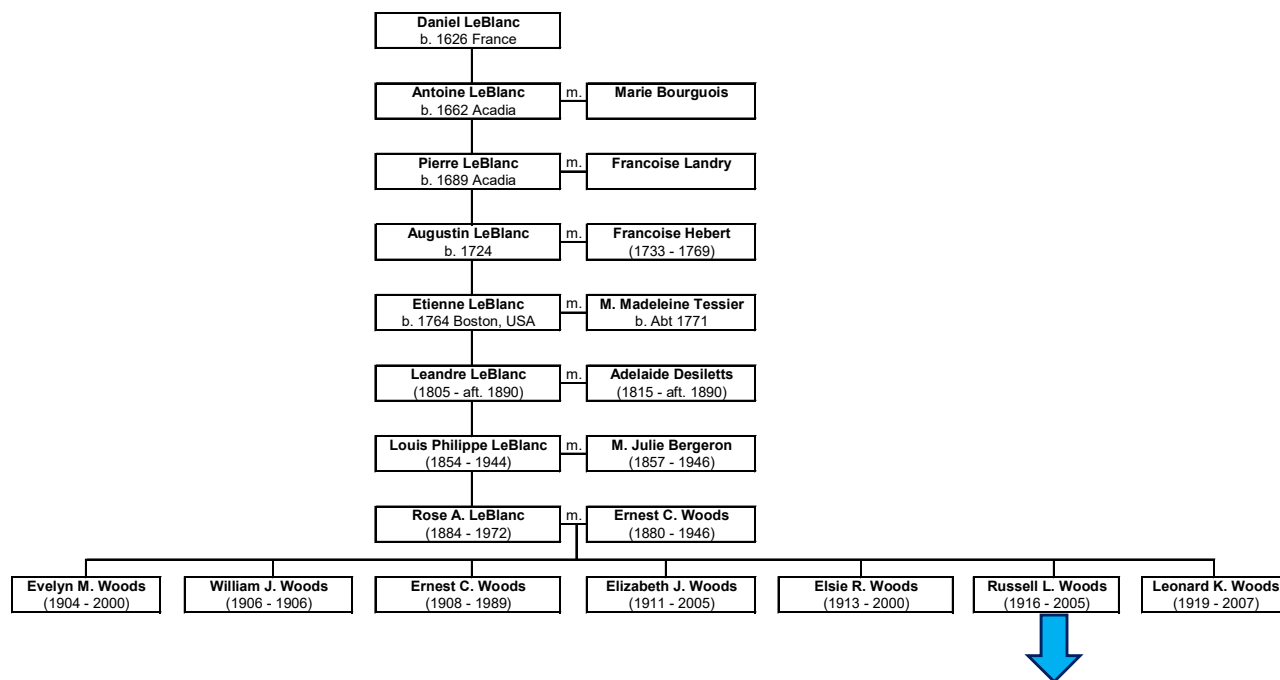 Daniel LeBlanc
b. 1626 France
Antoine LeBlanc
b. 1662 Acadia
m.
Marie Bourguois
Pierre LeBlanc
b. 1689 Acadia
m.
Francoise Landry
Augustin LeBlanc
b. 1724
m.
Francoise Hebert
(1733 - 1769)
Etienne LeBlanc
b. 1764 Boston, USA
m.
M. Madeleine Tessier
b. Abt 1771
Leandre LeBlanc
(1805 - aft. 1890)
m.
Adelaide Desiletts
(1815 - aft. 1890)
Louis Philippe LeBlanc
(1854 - 1944)
m.
M. Julie Bergeron
(1857 - 1946)
Rose A. LeBlanc
(1884 - 1972)
m.
Ernest C. Woods
(1880 - 1946)
Evelyn M. Woods
(1904 - 2000)
William J. Woods
(1906 - 1906)
Ernest C. Woods
(1908 - 1989)
Elizabeth J. Woods
(1911 - 2005)
Elsie R. Woods
(1913 - 2000)
Russell L. Woods
(1916 - 2005)
Leonard K. Woods
(1919 - 2007)